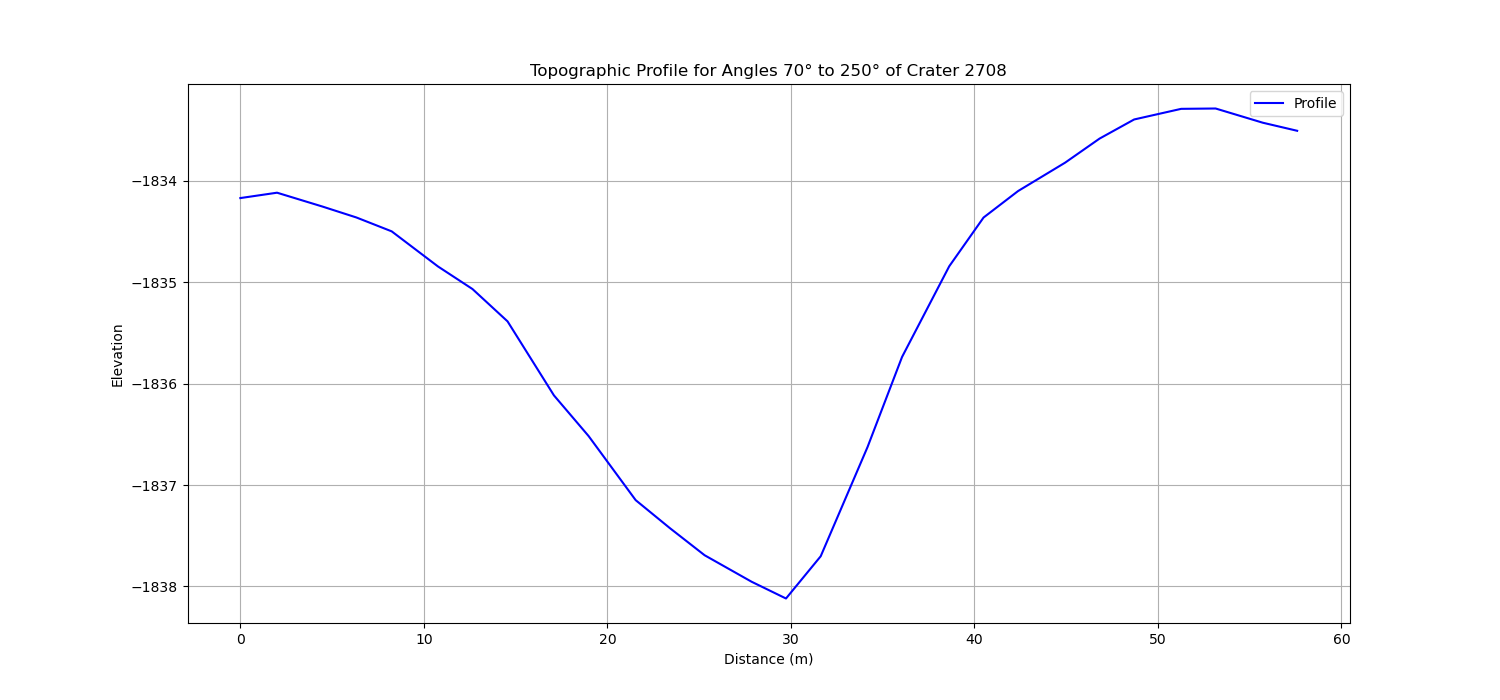 Topographic Profile for Angles 70° to 250° of Crater 2708
Profile
−1834
−1835
−1836
−1837
−1838
Elevation
0 10 20 30 40 50 60
Distance (m)